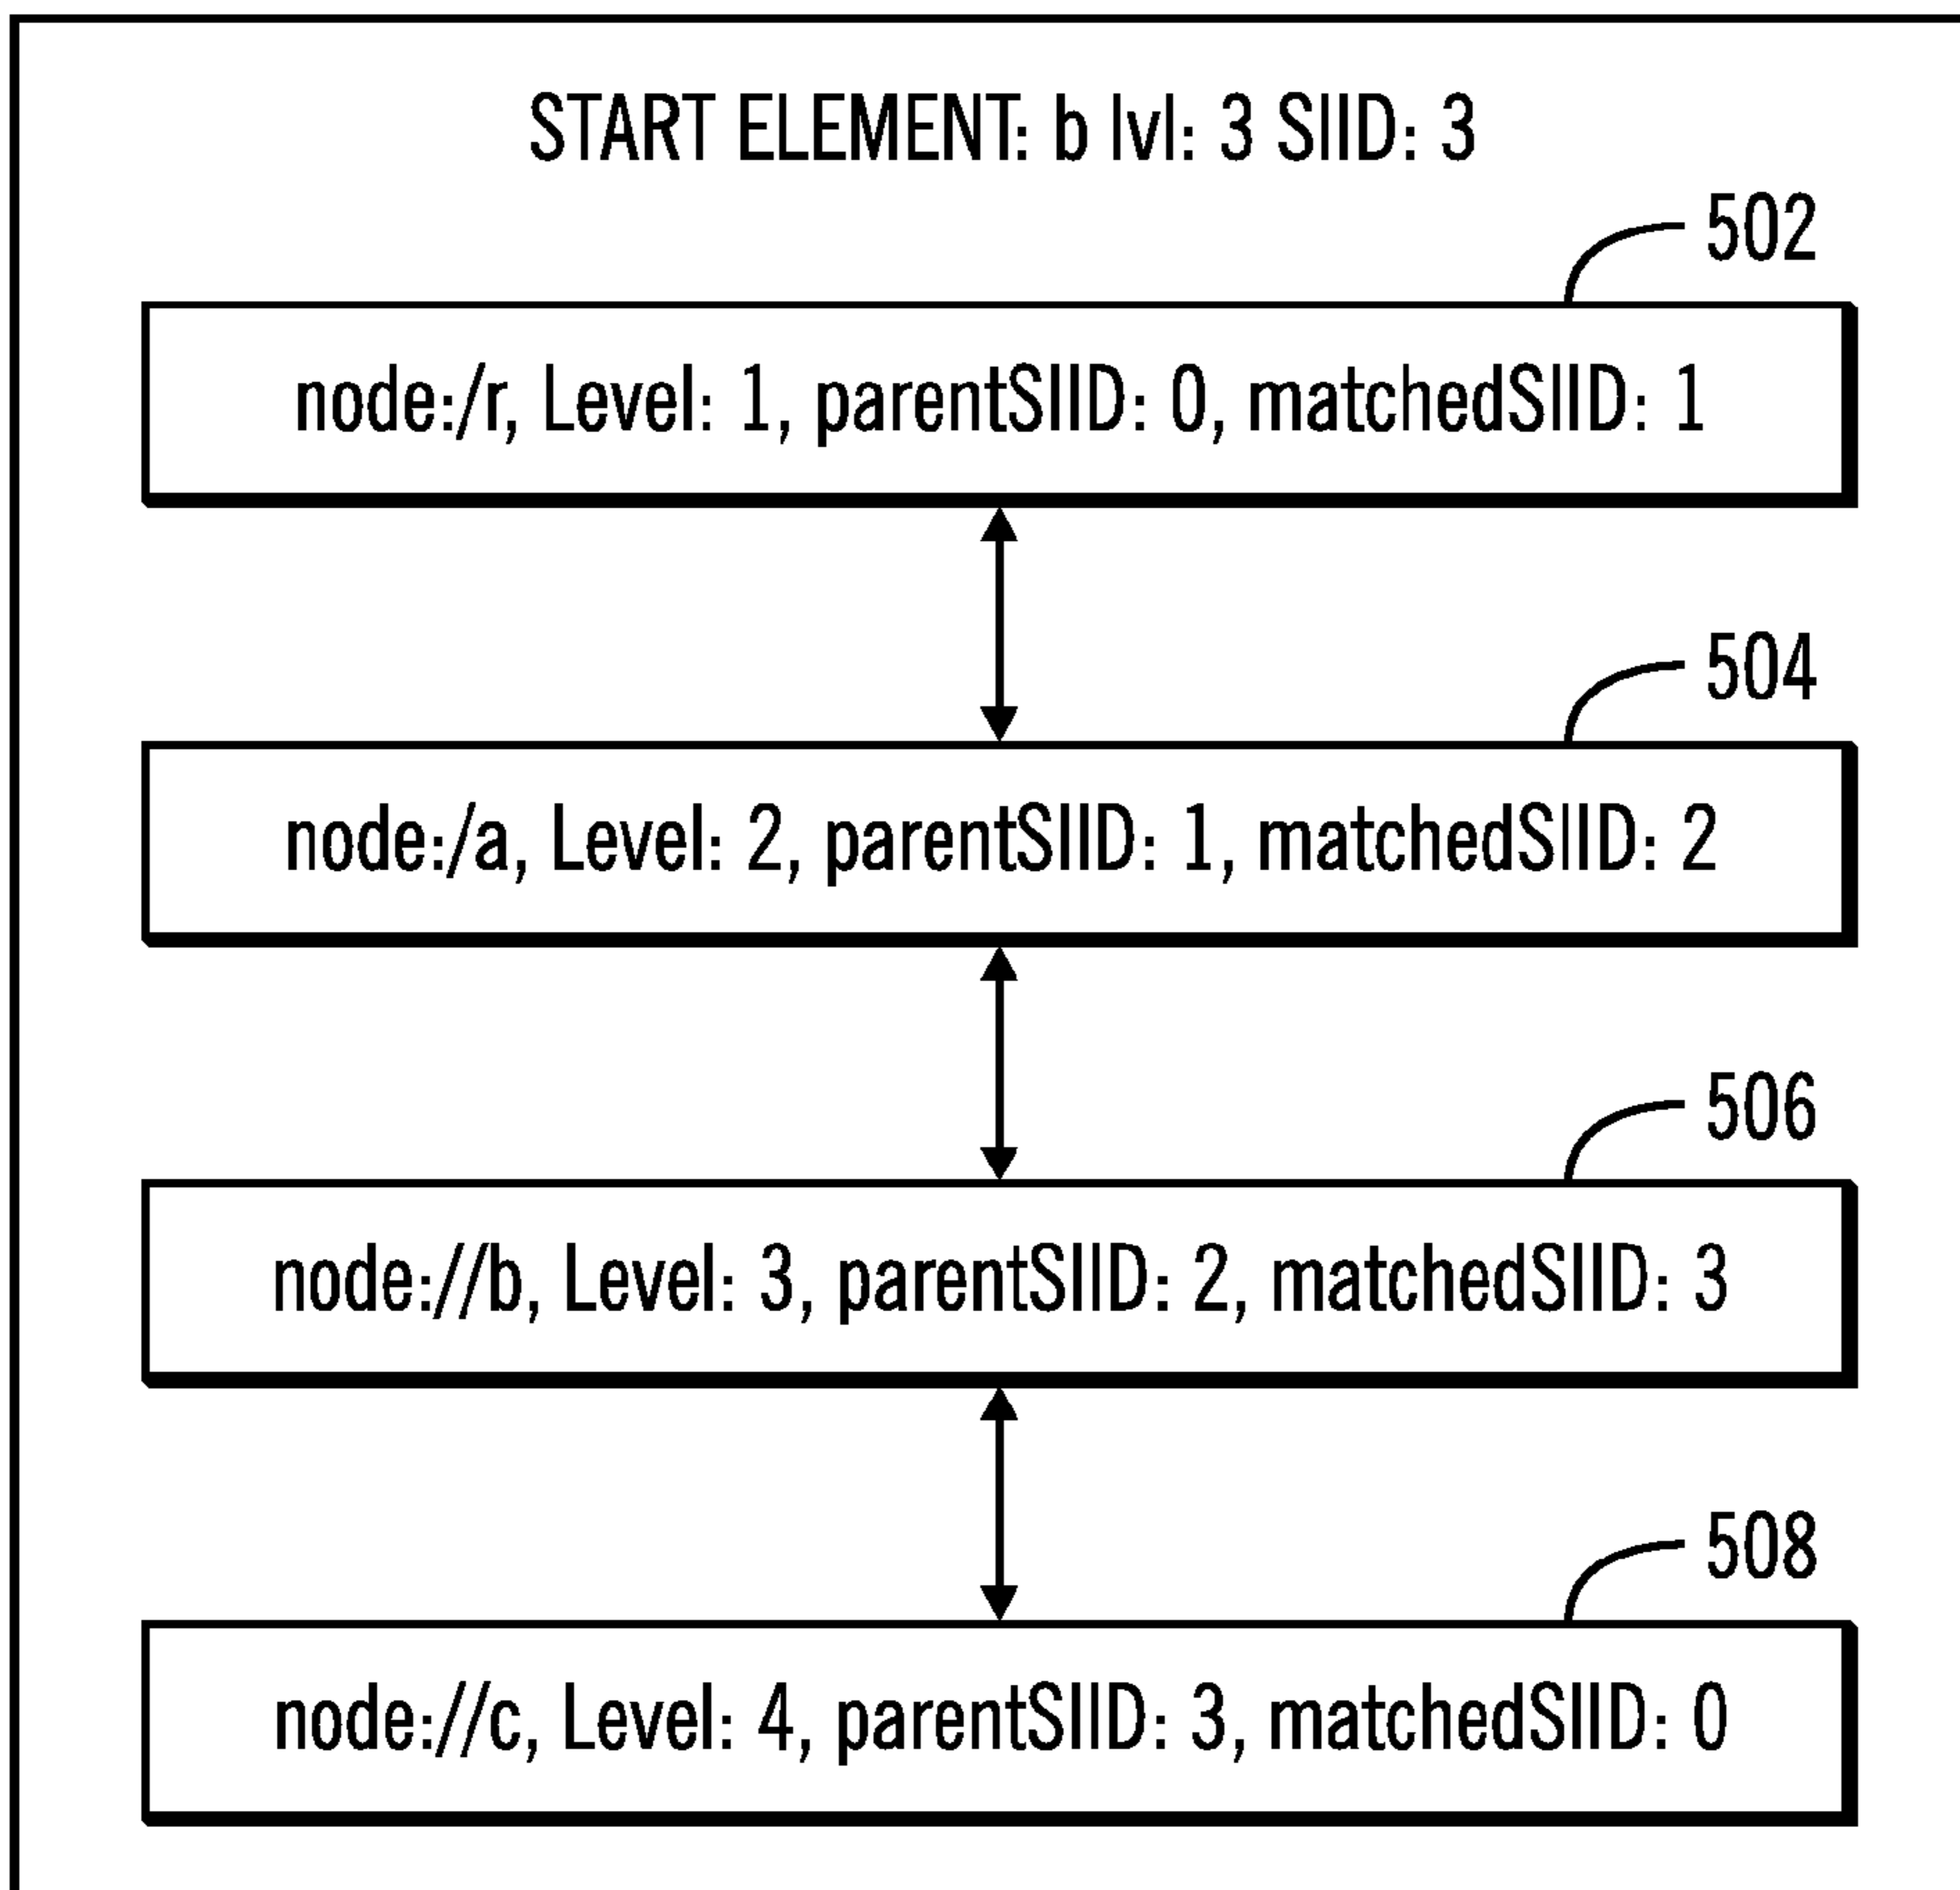 START ELEMENT: b lvl: 3 SIID: 3
502
node:/r, Level: 1, parentSIID: 0, matchedSIID: 1
504
node:/a, Level: 2, parentSIID: 1, matchedSIID: 2
506
node://b, Level: 3, parentSIID: 2, matchedSIID: 3
508
node://c, Level: 4, parentSIID: 3, matchedSIID: 0